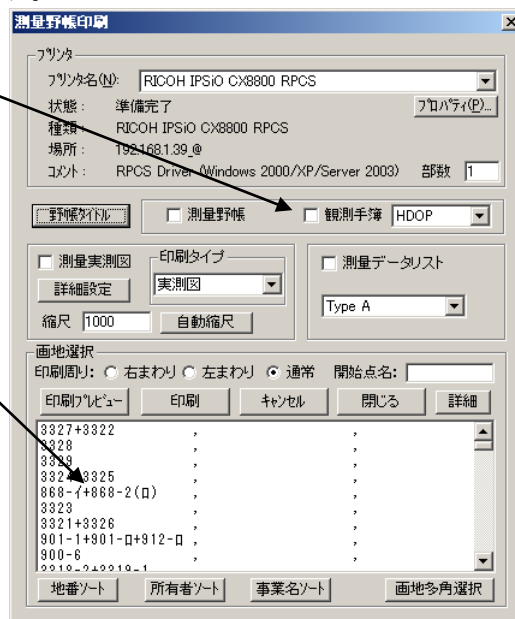 測量野帳印刷
プリンタ
プリンタ名(N): RICOH IPSiO CX8800 RPCS
状態： 準備完了 プロパティ(P)...
種類： RICOH IPSiO CX8800 RPCS
場所： 192.168.1.39_@
コメント： RPCS Driver (Windows 2000/XP/Server 2003) 部数 1
野帳タイトル 測量野帳 観測手簿 HDOP
測量実測図 印刷タイプ 測量データリスト
詳細設定 実測図 Type A
縮尺 1000 自動縮尺
画地選択
印刷周り: 右まわり 左まわり 通常 開始点名:
印刷プレビュー 印刷 キャンセル 閉じる 詳細
3327+3322 , ,
3328 , ,
3329 , ,
3324+3325 , ,
868-イ+868-2(ロ) , ,
3323 , ,
3321+3326 , ,
901-1+901-ロ+912-ロ , ,
900-6 , ,
地番ソート 所有者ソート 事業名ソート 画地多角選択